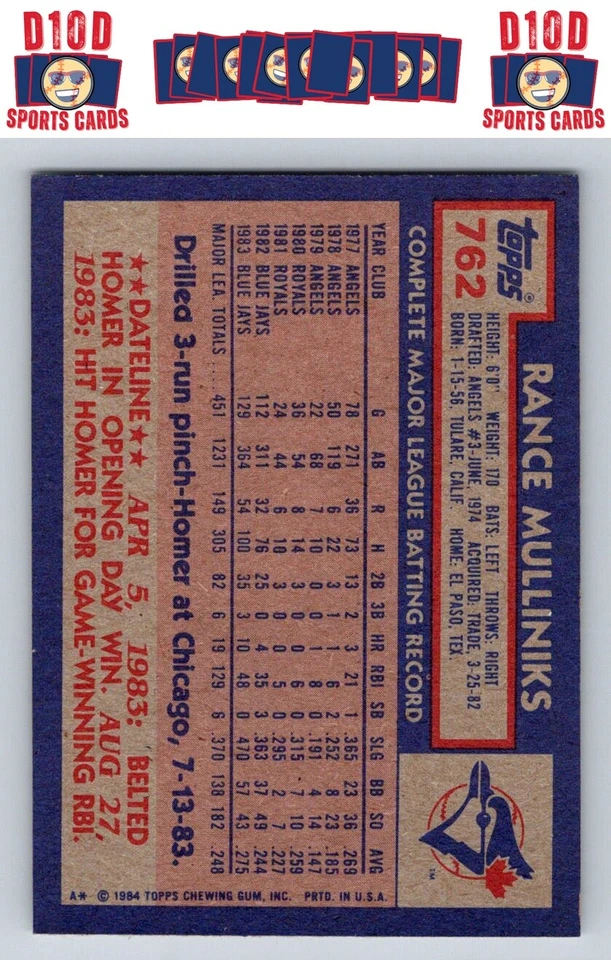 D10D
SPORTS CARDS
D10D
SPORTS CARDS
topps®
762
RANCE MULLINIKS
HEIGHT: 6'0" WEIGHT: 170 BATS: LEFT THROWS: RIGHT
DRAFTED: ANGELS #3-JUNE, 1974 ACQUIRED: TRADE, 3-25-82
BORN: 1-15-56, TULARE, CALIF. HOME: EL PASO, TEX.
TM
COMPLETE MAJOR LEAGUE BATTING RECORD
YEAR CLUB G AB R H 2B 3B HR RBI SB SLG BB SO AVG
1977 ANGELS 78 271 36 73 13 2 3 21 1 .365 23 36 .269
1978 ANGELS 50 119 6 22 3 1 1 6 2 .252 8 23 .185
1979 ANGELS 22 68 7 10 0 0 1 8 0 .191 4 14 .147
1980 ROYALS 36 54 8 14 3 0 0 6 0 .315 7 10 .259
1981 ROYALS 24 44 6 10 3 0 0 5 0 .295 2 7 .227
1982 BLUE JAYS 112 311 32 76 25 0 4 35 3 .363 37 49 .244
1983 BLUE JAYS 129 364 54 100 35 3 10 48 0 .470 57 43 .275
MAJOR LEA. TOTALS .... 451 1231 149 305 82 6 19 129 6 .370 138 182 .248
Drilled 3-run pinch-Homer at Chicago, 7-13-83.
★★DATELINE★★ APR 5, 1983: BELTED
HOMER IN OPENING DAY WIN. AUG 27,
1983: HIT HOMER FOR GAME-WINNING RBI.
A* © 1984 TOPPS CHEWING GUM, INC. PRTD. IN U.S.A.